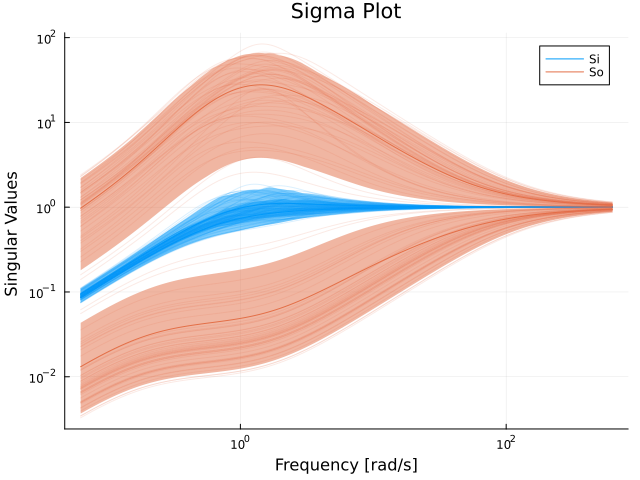 Sigma Plot
Si
So
Singular Values
10²
10¹
10⁰
10⁻¹
10⁻²
10⁰
10²
Frequency [rad/s]